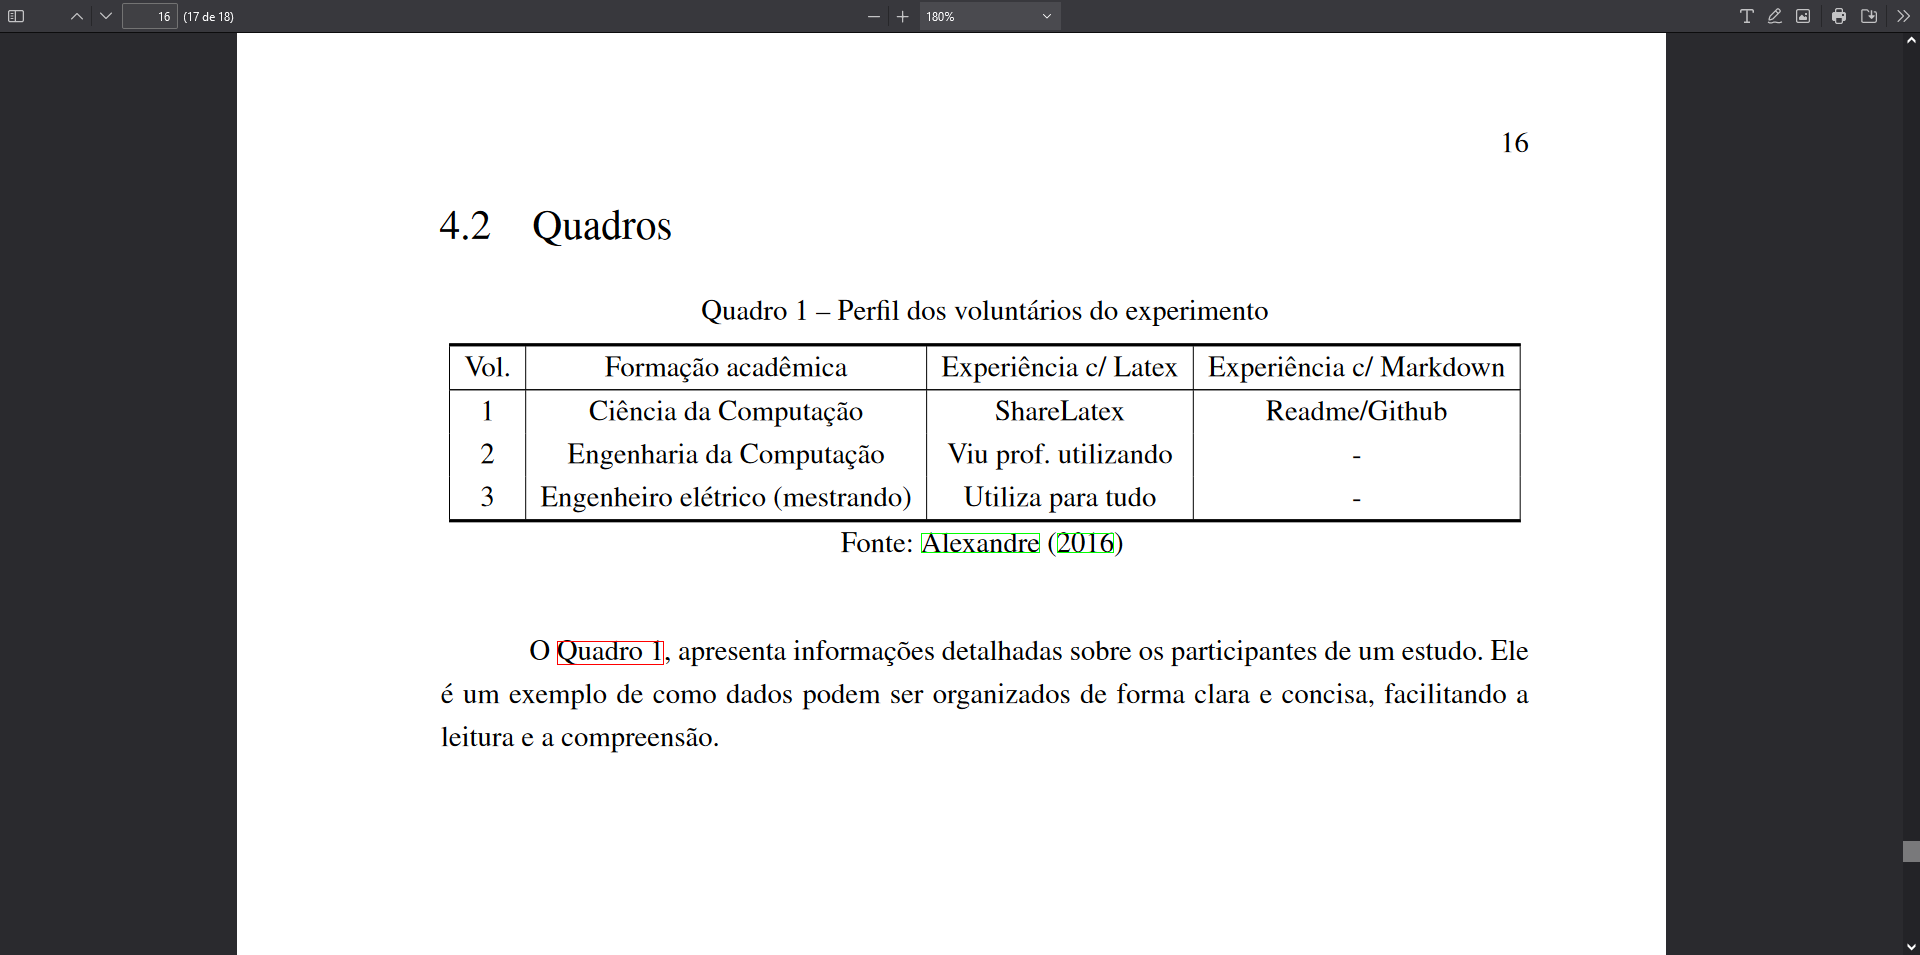 16 (17 de 18) 180%
16
4.2 Quadros
Quadro 1 – Perfil dos voluntários do experimento
Vol. Formação acadêmica Experiência c/ Latex Experiência c/ Markdown
1 Ciência da Computação ShareLatex Readme/Github
2 Engenharia da Computação Viu prof. utilizando -
3 Engenheiro elétrico (mestrando) Utiliza para tudo -
Fonte: Alexandre (2016)
O Quadro 1, apresenta informações detalhadas sobre os participantes de um estudo. Ele
é um exemplo de como dados podem ser organizados de forma clara e concisa, facilitando a
leitura e a compreensão.